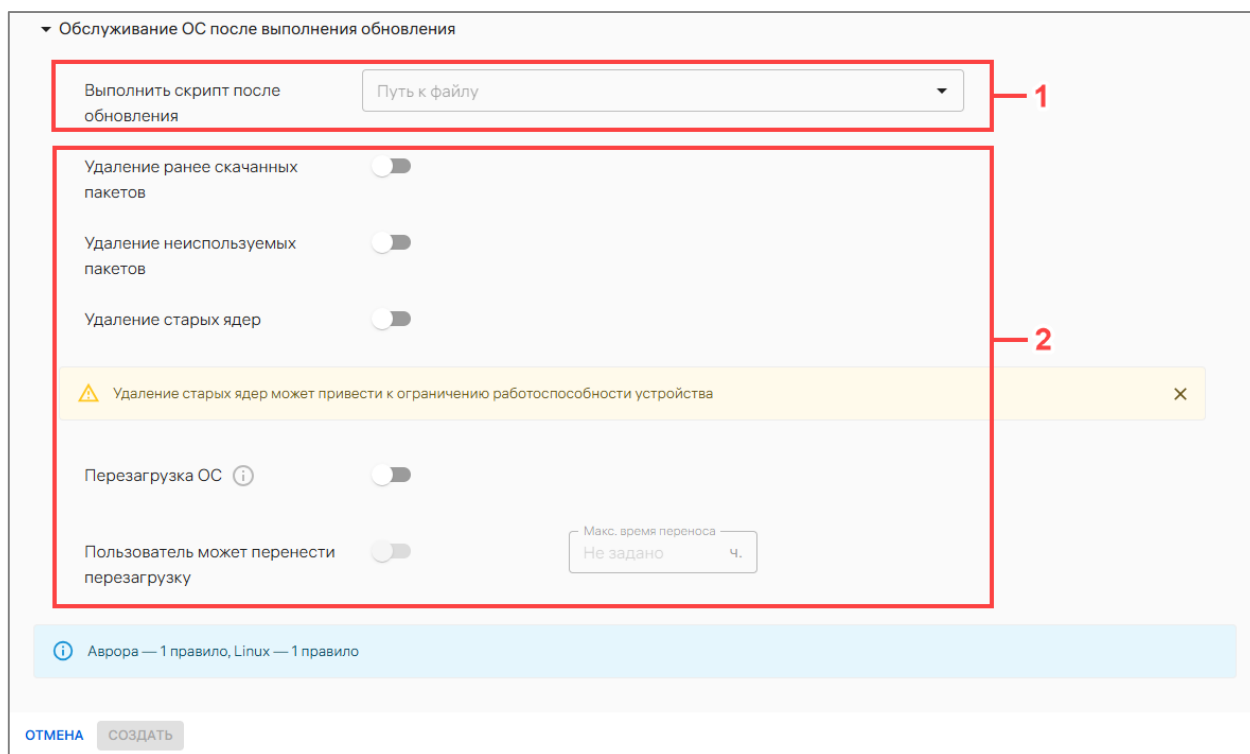 Обслуживание ОС после выполнения обновления
Выполнить скрипт после
обновления
Путь к файлу
1
Удаление ранее скачанных
пакетов
Удаление неиспользуемых
пакетов
Удаление старых ядер
2
Удаление старых ядер может привести к ограничению работоспособности устройства
Перезагрузка ОС
Пользователь может перенести
перезагрузку
Макс. время переноса
Не задано ч.
Аврора — 1 правило, Linux — 1 правило
ОТМЕНА СОЗДАТЬ